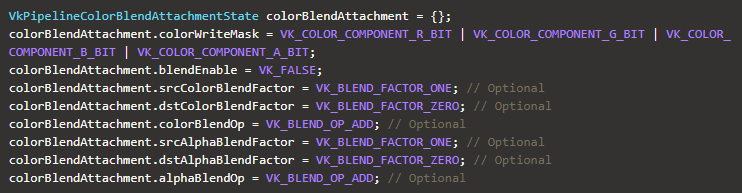 VkPipelineColorBlendAttachmentState colorBlendAttachment = {};
colorBlendAttachment.colorWriteMask = VK_COLOR_COMPONENT_R_BIT | VK_COLOR_COMPONENT_G_BIT | VK_COLOR_
COMPONENT_B_BIT | VK_COLOR_COMPONENT_A_BIT;
colorBlendAttachment.blendEnable = VK_FALSE;
colorBlendAttachment.srcColorBlendFactor = VK_BLEND_FACTOR_ONE; // Optional
colorBlendAttachment.dstColorBlendFactor = VK_BLEND_FACTOR_ZERO; // Optional
colorBlendAttachment.colorBlendOp = VK_BLEND_OP_ADD; // Optional
colorBlendAttachment.srcAlphaBlendFactor = VK_BLEND_FACTOR_ONE; // Optional
colorBlendAttachment.dstAlphaBlendFactor = VK_BLEND_FACTOR_ZERO; // Optional
colorBlendAttachment.alphaBlendOp = VK_BLEND_OP_ADD; // Optional